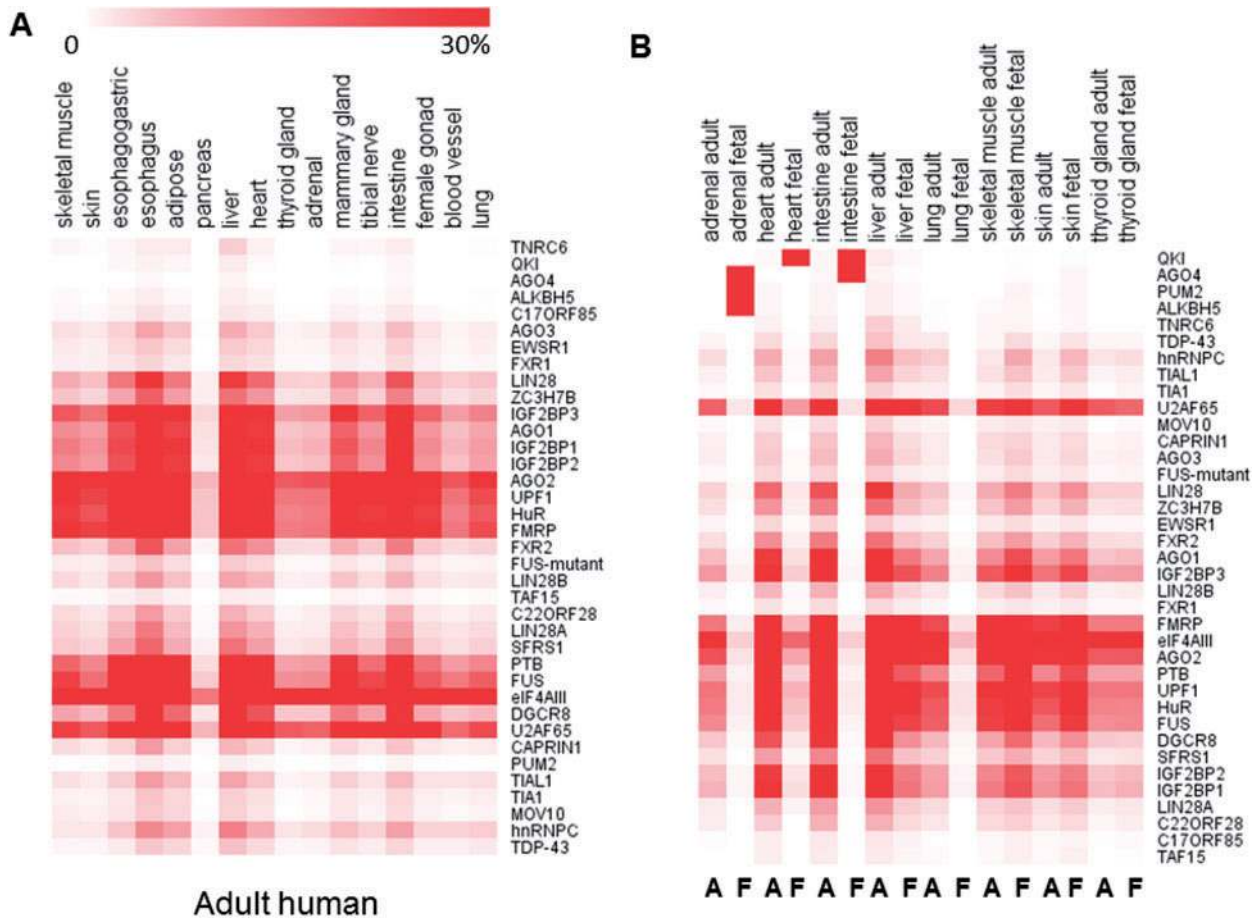 A
0
30%
skeletal muscle
skin
esophagogastric
esophagus
adipose
pancreas
liver
heart
thyroid gland
adrenal
mammary gland
tibial nerve
intestine
female gonad
blood vessel
lung
TNRC6
QKI
AGO4
ALKBH5
C17ORF85
AGO3
EWSR1
FXR1
LIN28
ZC3H7B
IGF2BP3
AGO1
IGF2BP1
IGF2BP2
AGO2
UPF1
HuR
FMRP
FXR2
FUS-mutant
LIN28B
TAF15
C22ORF28
LIN28A
SFRS1
PTB
FUS
eIF4AIII
DGCR8
U2AF65
CAPRIN1
PUM2
TIAL1
TIA1
MOV10
hnRNPC
TDP-43
Adult human
B
adrenal adult
adrenal fetal
heart adult
heart fetal
intestine adult
intestine fetal
liver adult
liver fetal
lung adult
lung fetal
skeletal muscle adult
skeletal muscle fetal
skin adult
skin fetal
thyroid gland adult
thyroid gland fetal
QKI
AGO4
PUM2
ALKBH5
TNRC6
TDP-43
hnRNPC
TIAL1
TIA1
U2AF65
MOV10
CAPRIN1
AGO3
FUS-mutant
LIN28
ZC3H7B
EWSR1
FXR2
AGO1
IGF2BP3
LIN28B
FXR1
FMRP
eIF4AIII
AGO2
PTB
UPF1
HuR
FUS
DGCR8
SFRS1
IGF2BP2
IGF2BP1
LIN28A
C22ORF28
C17ORF85
TAF15
A F A F A F A F A F A F A F A F